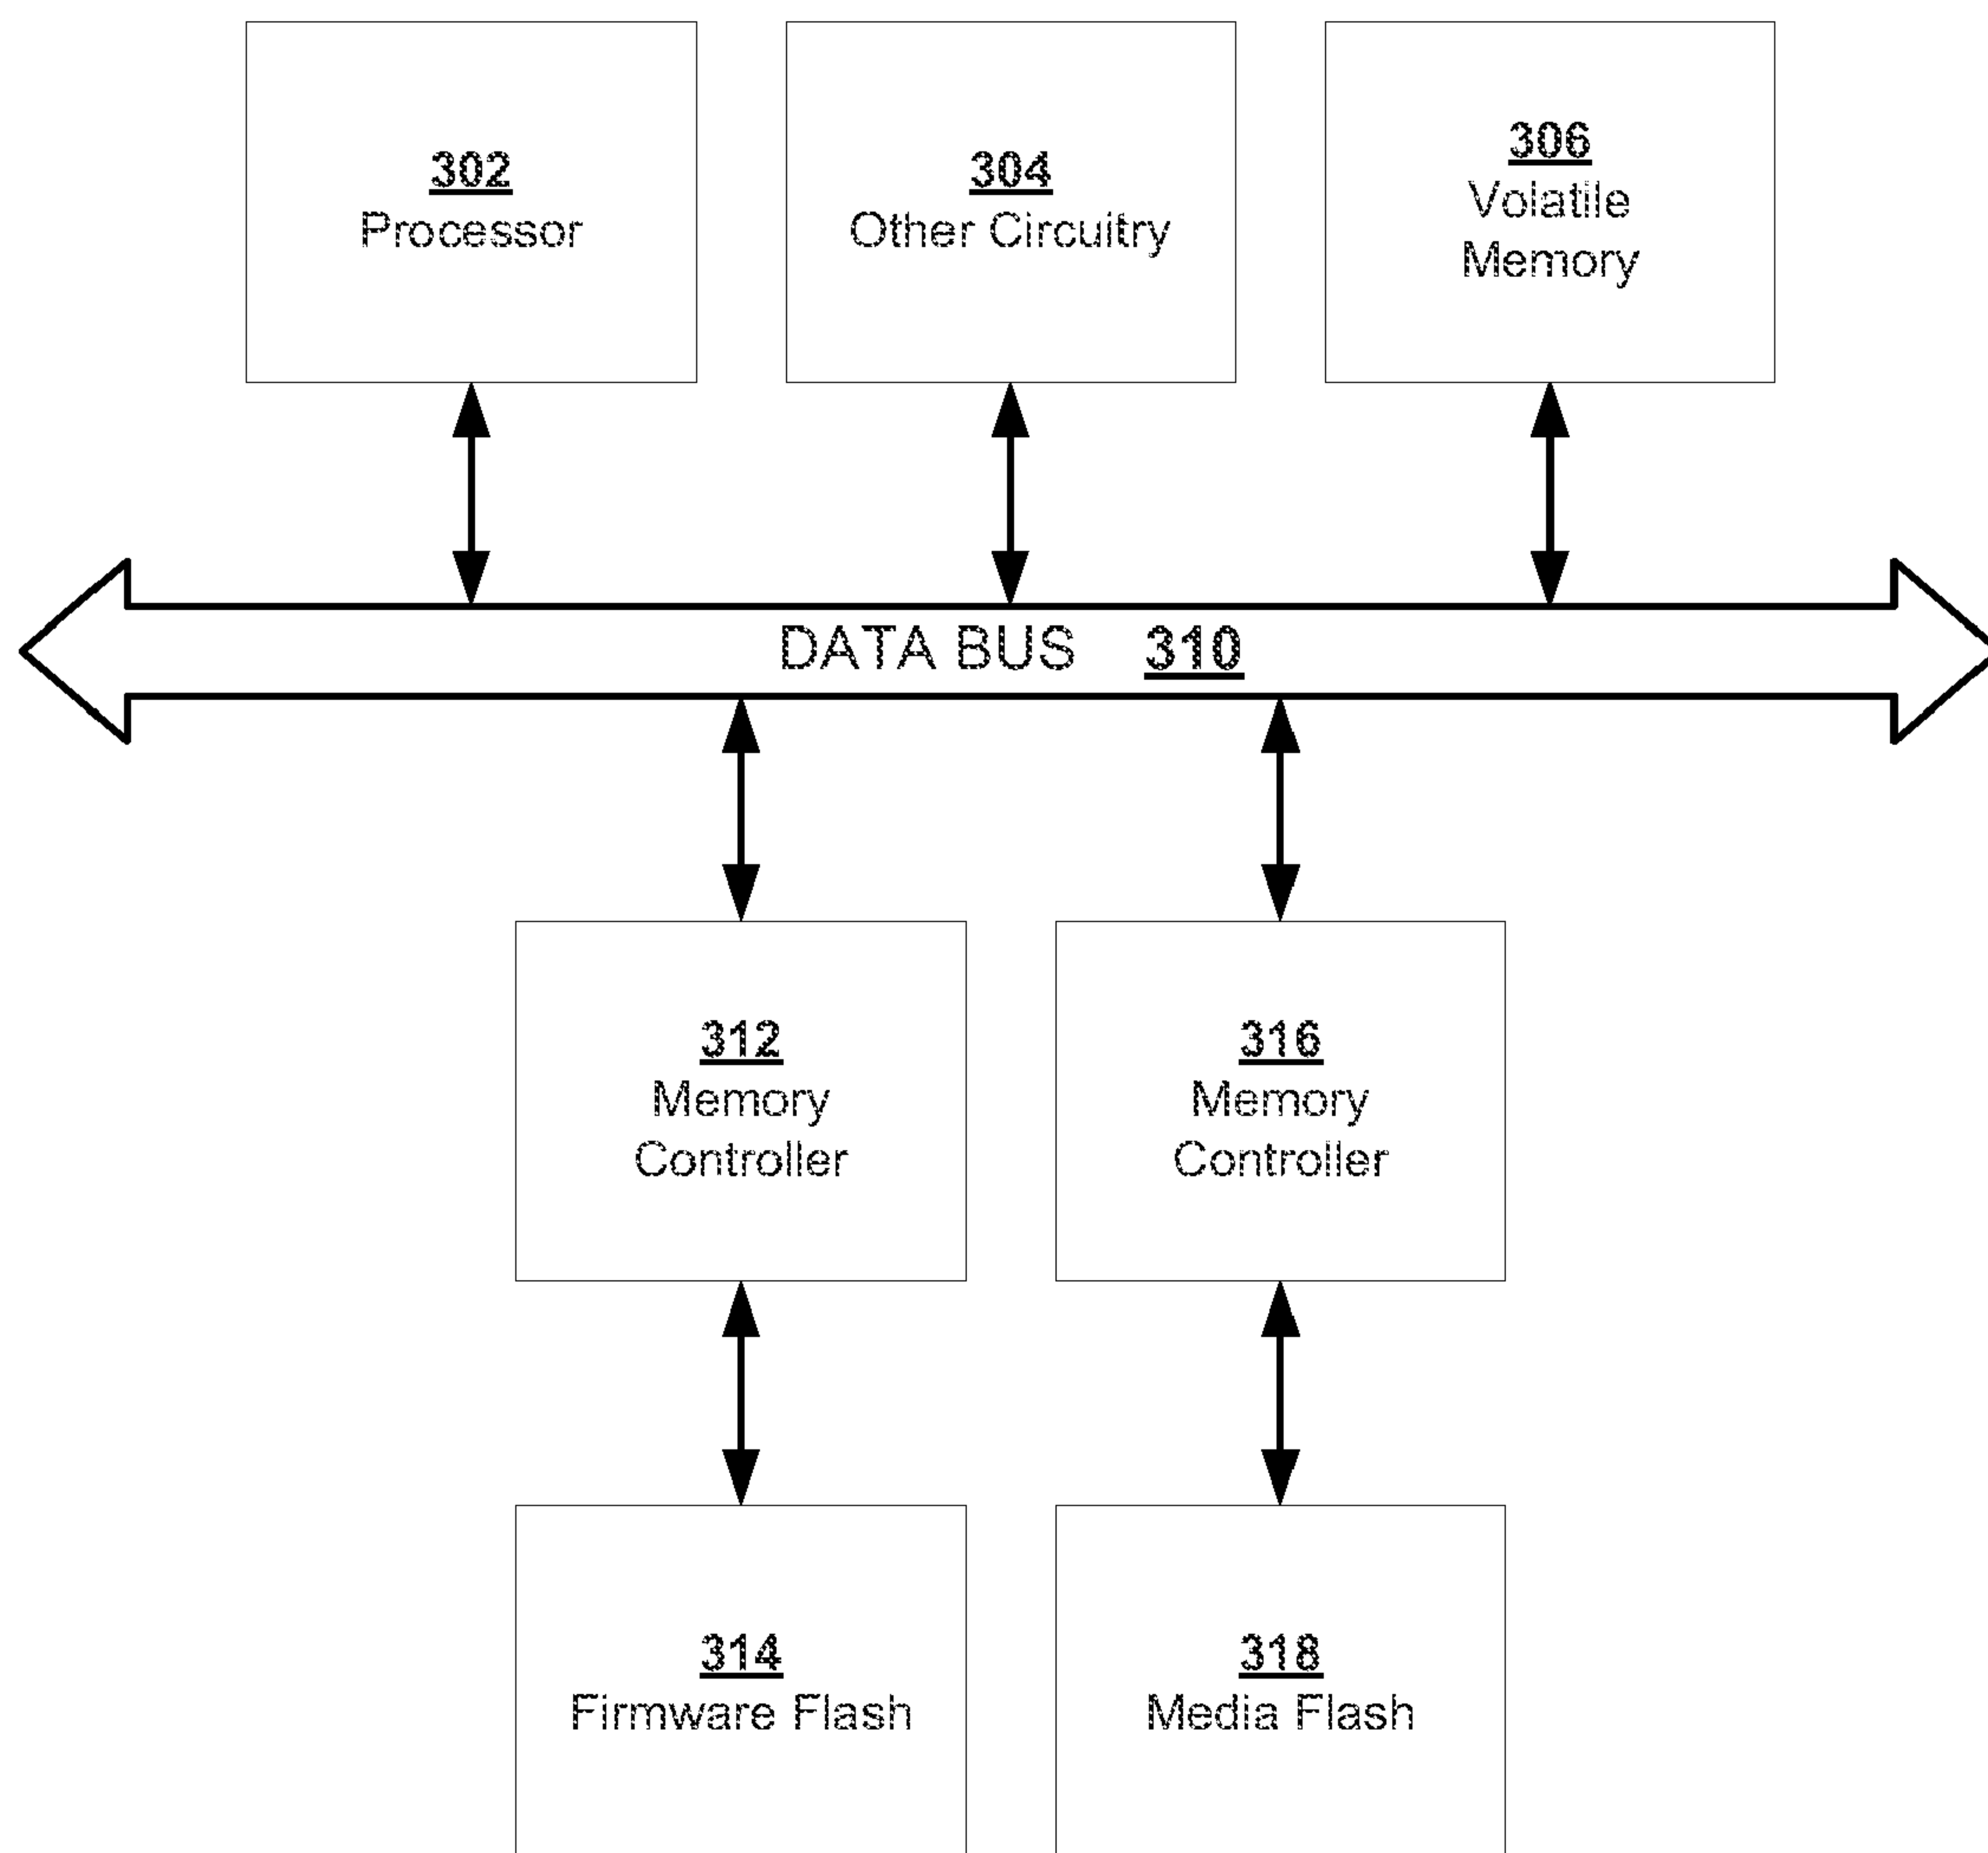 302
Processor
304
Other Circuitry
306
Volatile
Memory
DATA BUS 310
312
Memory
Controller
316
Memory
Controller
314
Firmware Flash
318
Media Flash